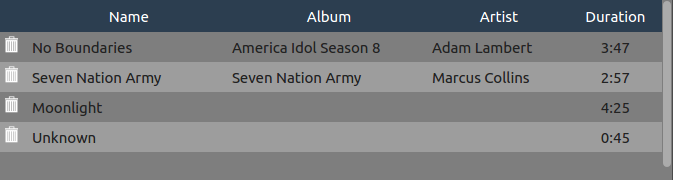 Name Album Artist Duration
No Boundaries America Idol Season 8 Adam Lambert 3:47
Seven Nation Army Seven Nation Army Marcus Collins 2:57
Moonlight 4:25
Unknown 0:45